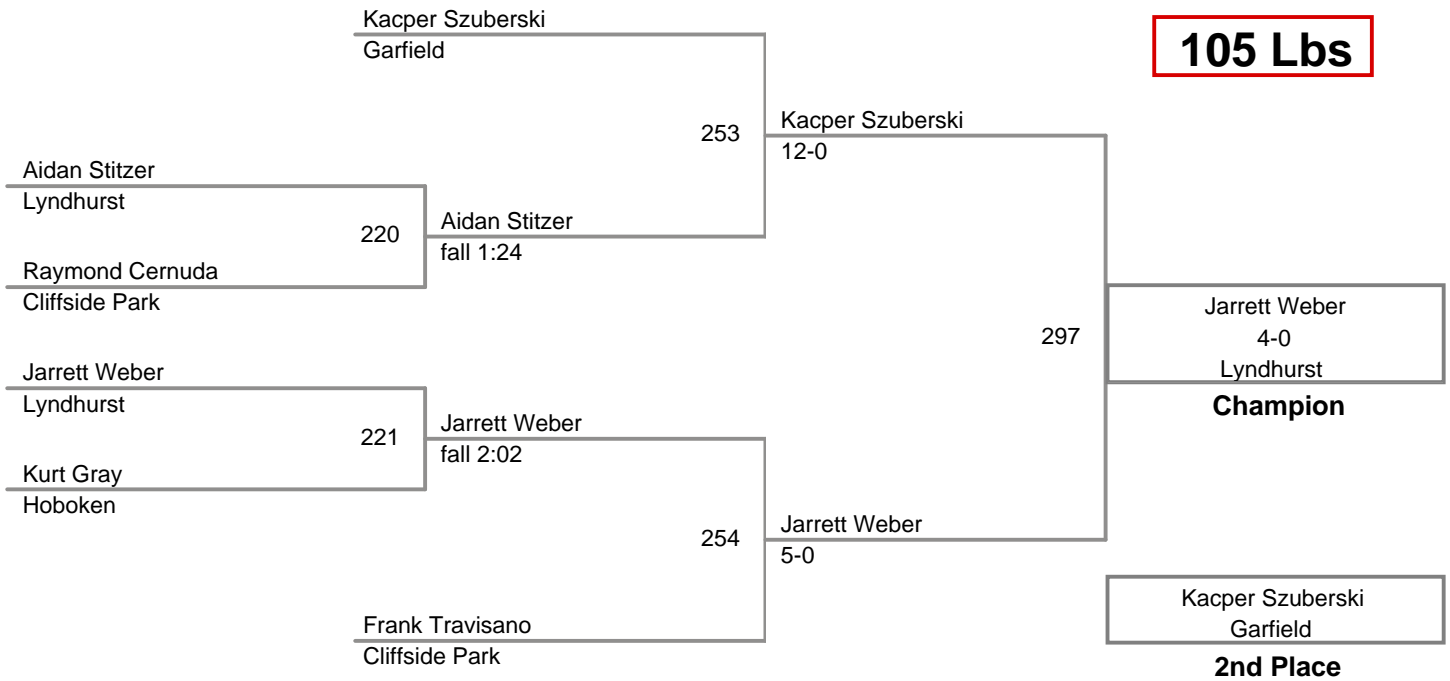 Kacper Szuberski
Garfield
105 Lbs
253
Kacper Szuberski
12-0
Aidan Stitzer
Lyndhurst
220
Aidan Stitzer
fall 1:24
Raymond Cernuda
Cliffside Park
297
Jarrett Weber
4-0
Lyndhurst
Champion
Jarrett Weber
Lyndhurst
221
Jarrett Weber
fall 2:02
Kurt Gray
Hoboken
254
Jarrett Weber
5-0
Frank Travisano
Cliffside Park
Kacper Szuberski
Garfield
2nd Place